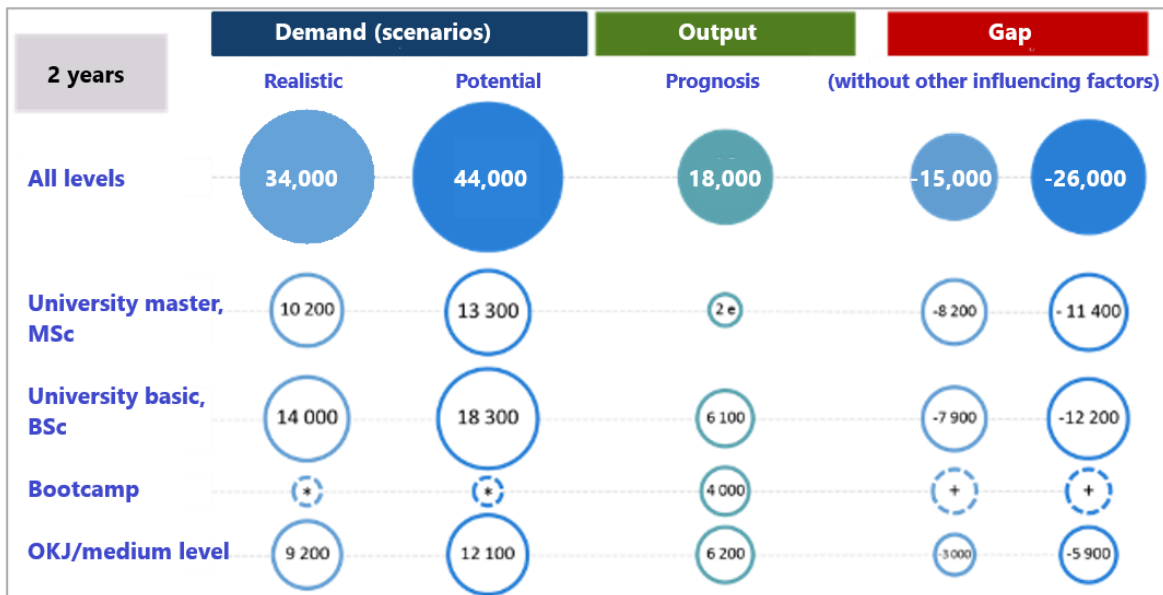 Demand (scenarios) Output Gap
2 years
Realistic Potential Prognosis (without other influencing factors)
All levels 34,000 44,000 18,000 -15,000 -26,000
University master,
MSc
10 200 13 300 2 e -8 200 - 11 400
University basic,
BSc
14 000 18 300 6 100 -7 900 -12 200
Bootcamp * * 4 000 + +
OKJ/medium level 9 200 12 100 6 200 -3 000 -5 900